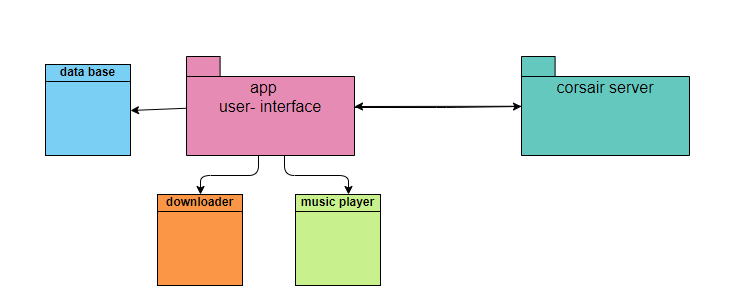 data base
app
user- interface
corsair server
downloader
music player